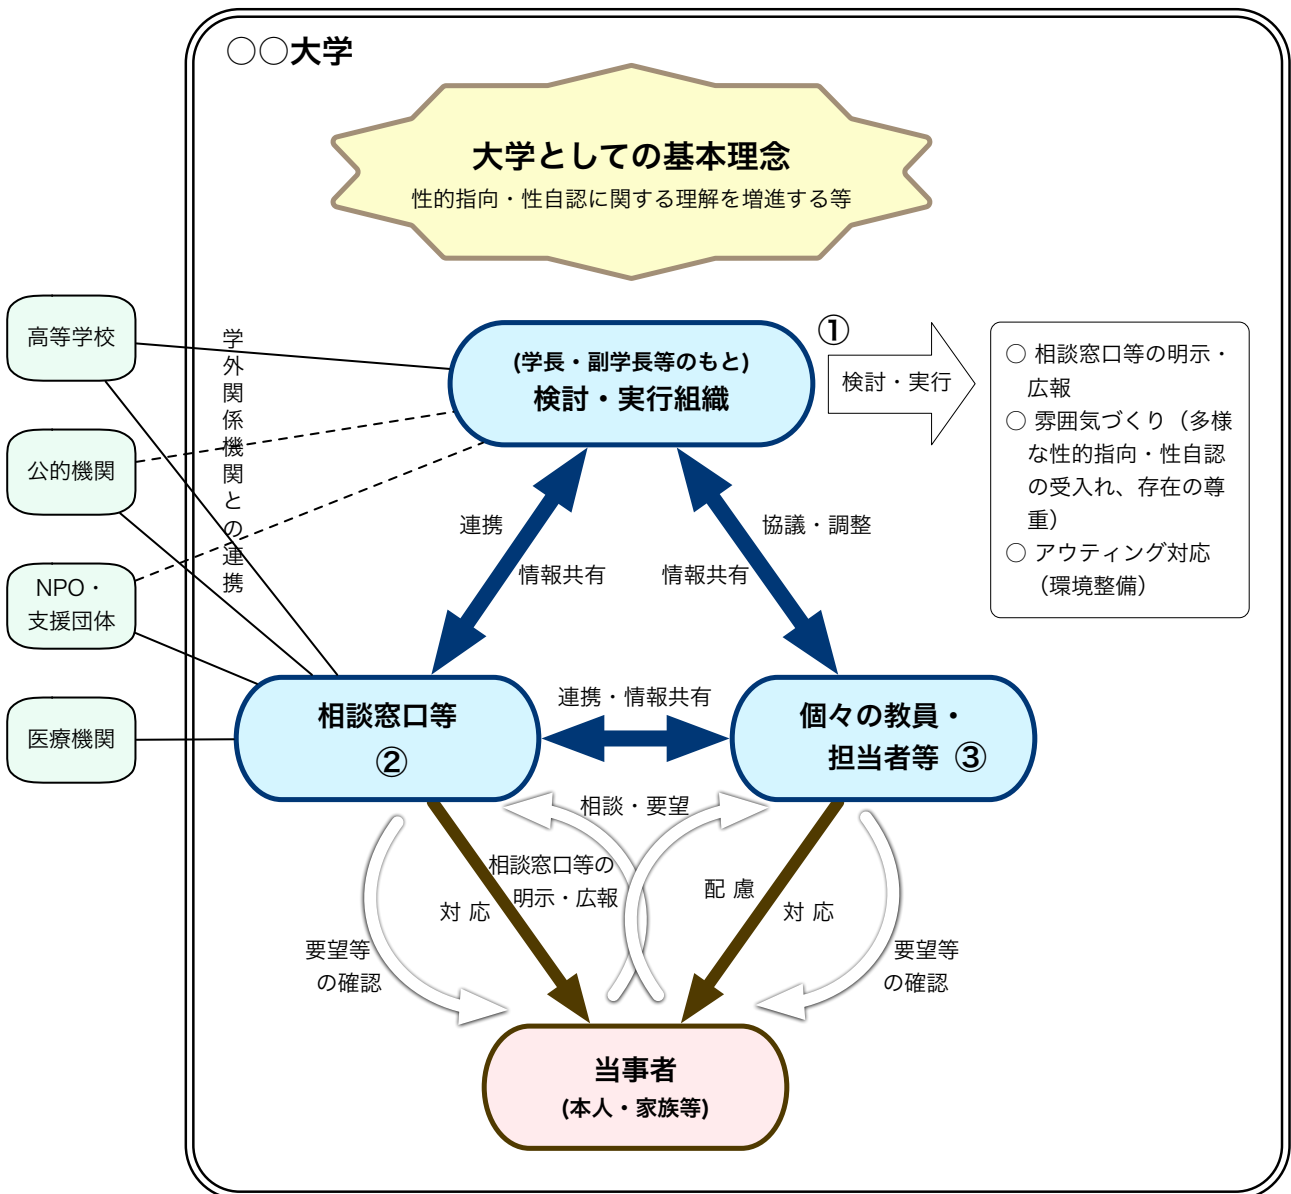 〇〇大学
大学としての基本理念
性的指向・性自認に関する理解を増進する等
高等学校
公的機関
NPO・
支援団体
医療機関
学外関係機関との連携
(学長・副学長等のもと)
検討・実行組織
①
検討・実行
〇 相談窓口等の明示・
広報
〇 雰囲気づくり（多様
な性的指向・性自認
の受入れ、存在の尊
重）
〇 アウティング対応
（環境整備）
連携
情報共有
協議・調整
情報共有
相談窓口等
②
連携・情報共有
個々の教員・
担当者等 ③
相談・要望
相談窓口等の
明示・広報
対 応
配 慮
対 応
要望等
の確認
要望等
の確認
当事者
(本人・家族等)